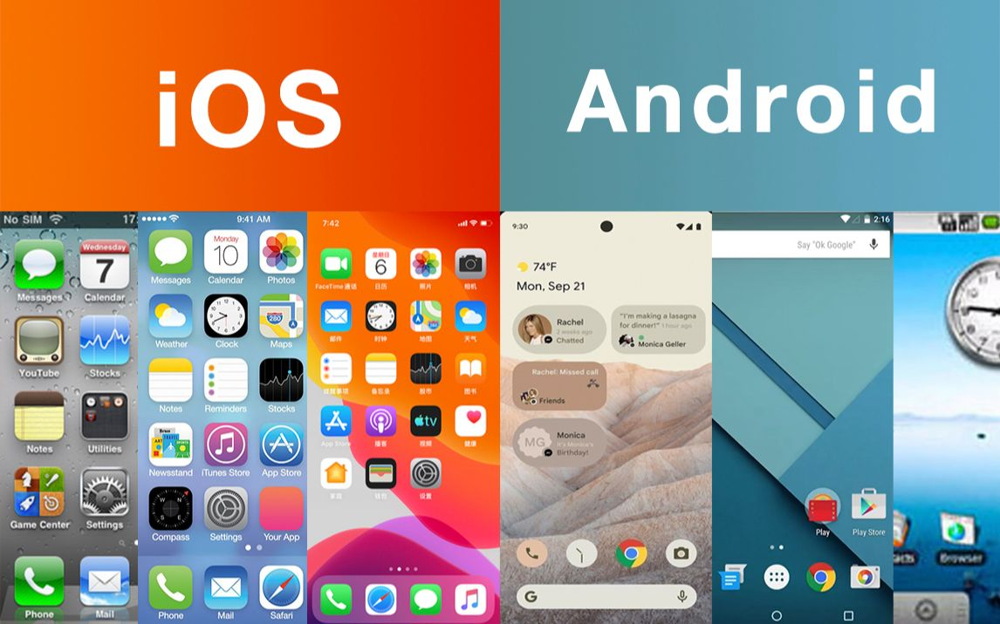 iOS
Android
No SIM
17:
Messages
Wednesday
7
Calendar
YouTube
Stocks
Notes
Utilities
Game Center
Settings
Phone
Mail
9:41 AM
Messages
Monday
10
Calendar
Photos
Weather
Clock
280
Maps
Notes
Reminders
Stocks
News
ART
Newsstand
iTunes Store
App Store
Compass
Settings
Your App
Phone
Mail
Safari
7:42
FaceTime 通话
星期日
6
日历
照片
相机
邮件
时钟
地图
天气
提醒事项
备忘录
股市
图书
App Store
播客
tv
视频
健康
家庭
钱包
设置
9:30
74°F
Mon, Sep 21
Rachel
2 weeks ago
Chatted
"I'm making a lasagna
for dinner!" 1 hour ago
Monica Geller
Rachel: Missed call
Friends
MG
Monica
It's Monica's
Birthday!
G
2:16
Say "Ok Google"
Play
Play Store
Browser